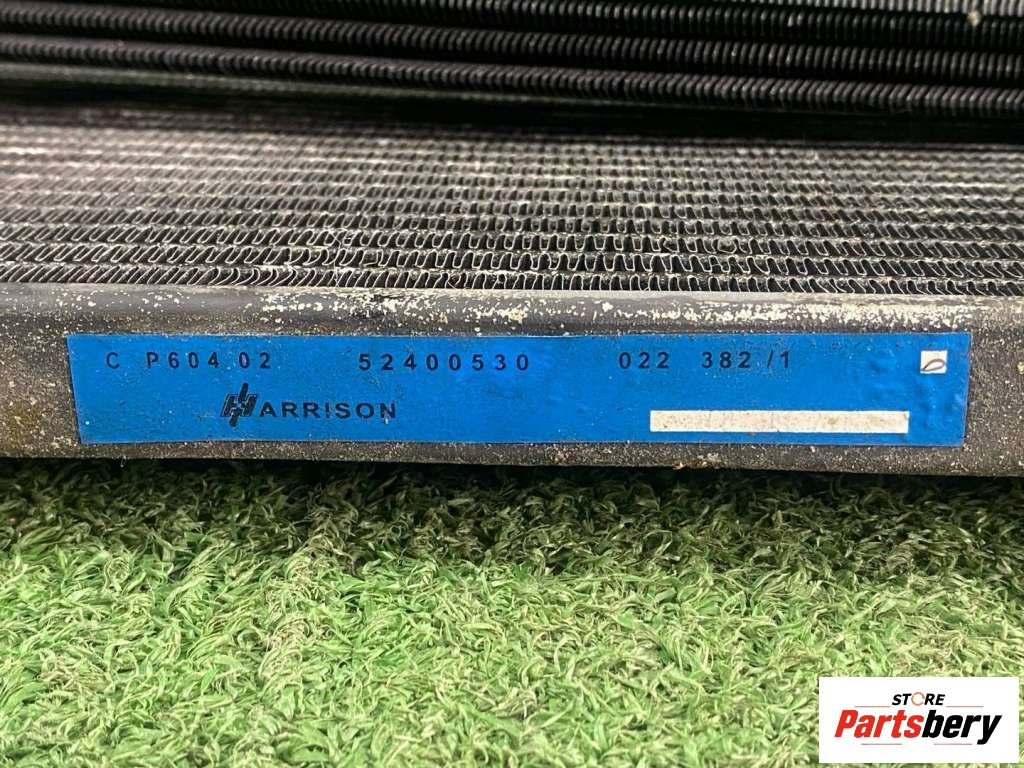 C P604 02 52400530 022 382 /1
HARRISON
STORE
Partsbery